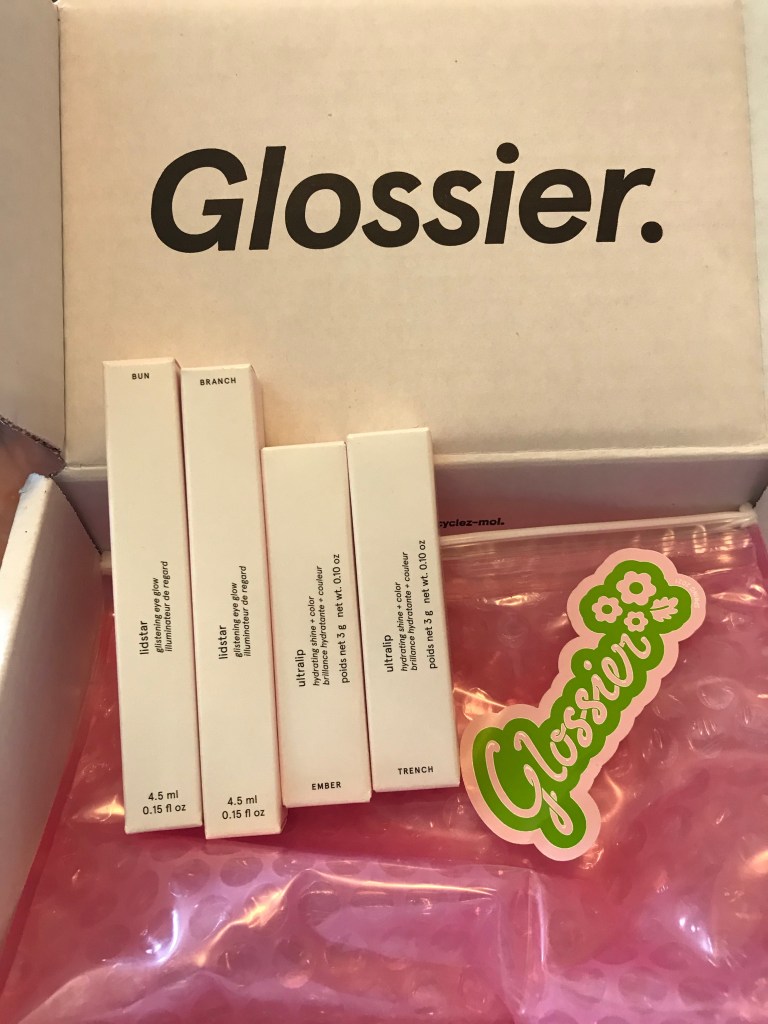 Glossier.
BUN
lidstar
glistening eye glow
illuminateur de regard
4.5 ml
0.15 fl oz
BRANCH
lidstar
glistening eye glow
illuminateur de regard
4.5 ml
0.15 fl oz
ultralip
hydrating shine + color
brillance hydratante + couleur
poids net 3 g net wt. 0.10 oz
EMBER
ultralip
hydrating shine + color
brillance hydratante + couleur
poids net 3 g net wt. 0.10 oz
TRENCH
cyclez-moi.
Glossier